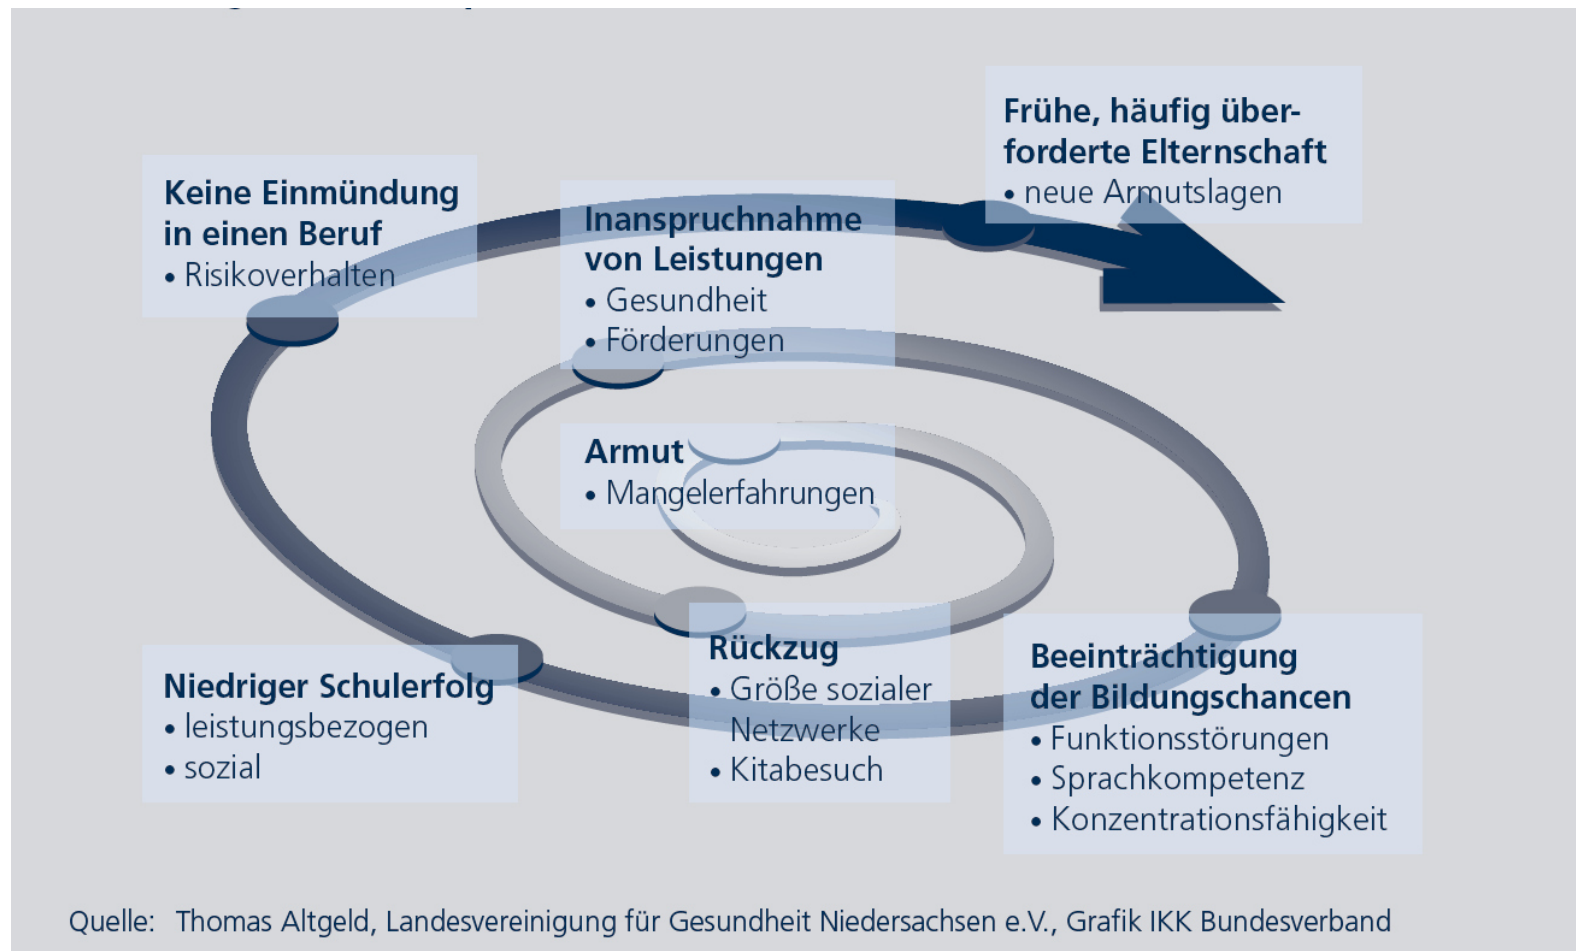 Frühe, häufig über-
forderte Elternschaft
• neue Armutslagen
Keine Einmündung
in einen Beruf
• Risikoverhalten
Inanspruchnahme
von Leistungen
• Gesundheit
• Förderungen
Armut
• Mangelerfahrungen
Rückzug
• Größe sozialer
Netzwerke
• Kitabesuch
Beeinträchtigung
der Bildungschancen
• Funktionsstörungen
• Sprachkompetenz
• Konzentrationsfähigkeit
Niedriger Schulerfolg
• leistungsbezogen
• sozial
Quelle: Thomas Altgeld, Landesvereinigung für Gesundheit Niedersachsen e.V., Grafik IKK Bundesverband